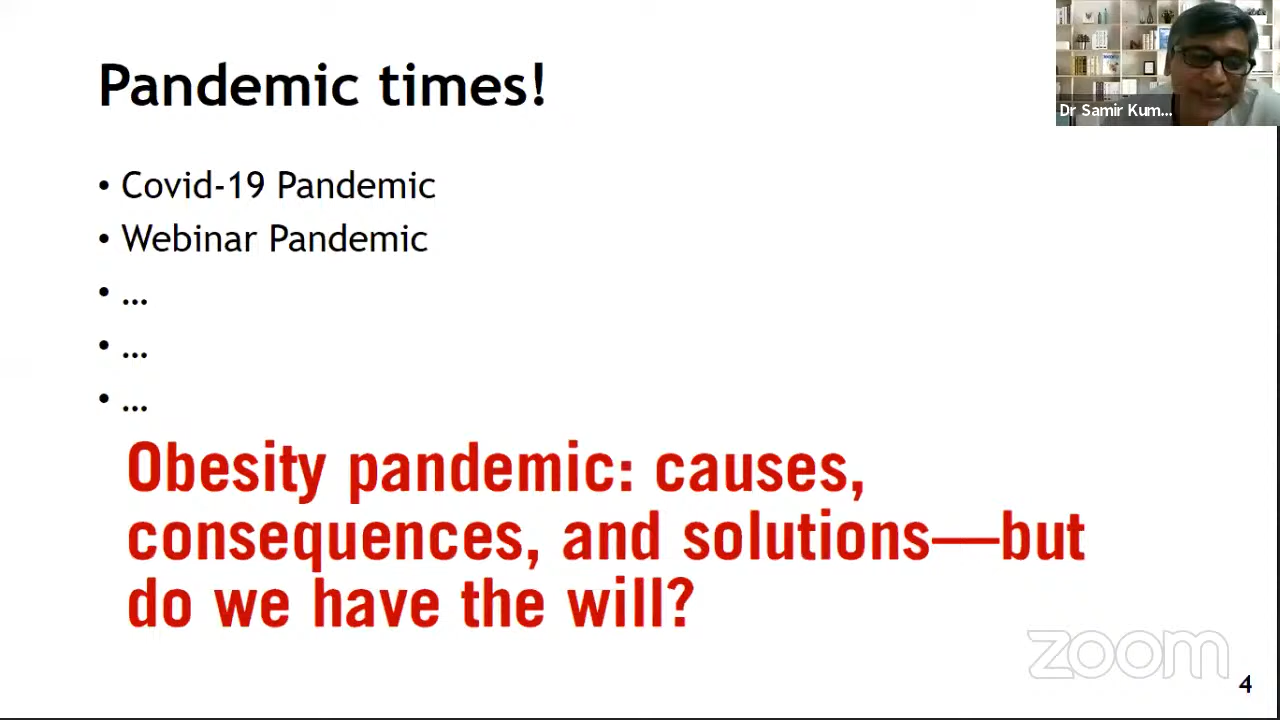 Pandemic times!
Dr Samir Kum...
• Covid-19 Pandemic
• Webinar Pandemic
• ...
• ...
• ...
Obesity pandemic: causes,
consequences, and solutions—but
do we have the will?
zoom
4